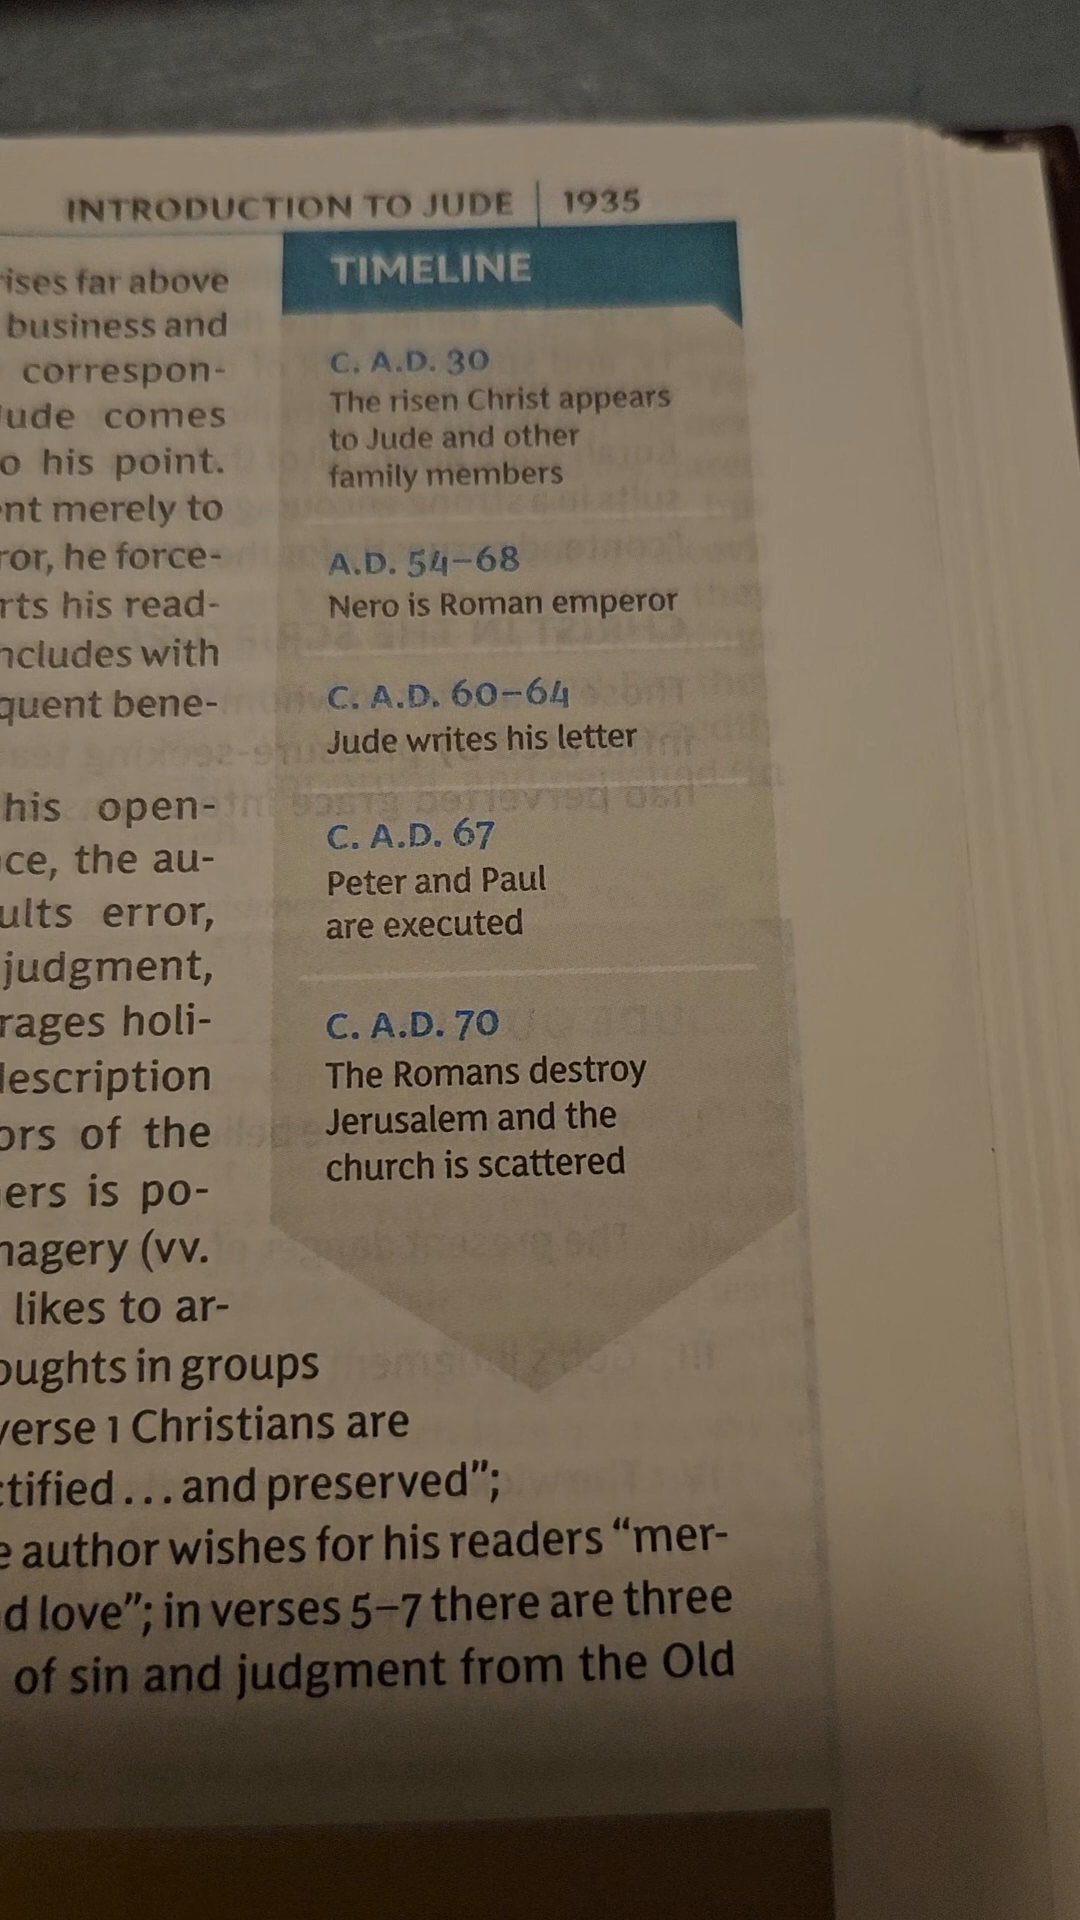 INTRODUCTION TO JUDE | 1935
ises far above
business and
correspon-
Jude comes
o his point.
nt merely to
ror, he force-
rts his read-
ncludes with
quent bene-
his open-
ce, the au-
ults error,
judgment,
rages holi-
description
ors of the
ers is po-
magery (vv.
likes to ar-
oughts in groups
verse 1 Christians are
ctified...and preserved”;
e author wishes for his readers “mer-
d love”; in verses 5–7 there are three
of sin and judgment from the Old
TIMELINE
C. A.D. 30
The risen Christ appears
to Jude and other
family members
A.D. 54–68
Nero is Roman emperor
C. A.D. 60–64
Jude writes his letter
C. A.D. 67
Peter and Paul
are executed
C. A.D. 70
The Romans destroy
Jerusalem and the
church is scattered